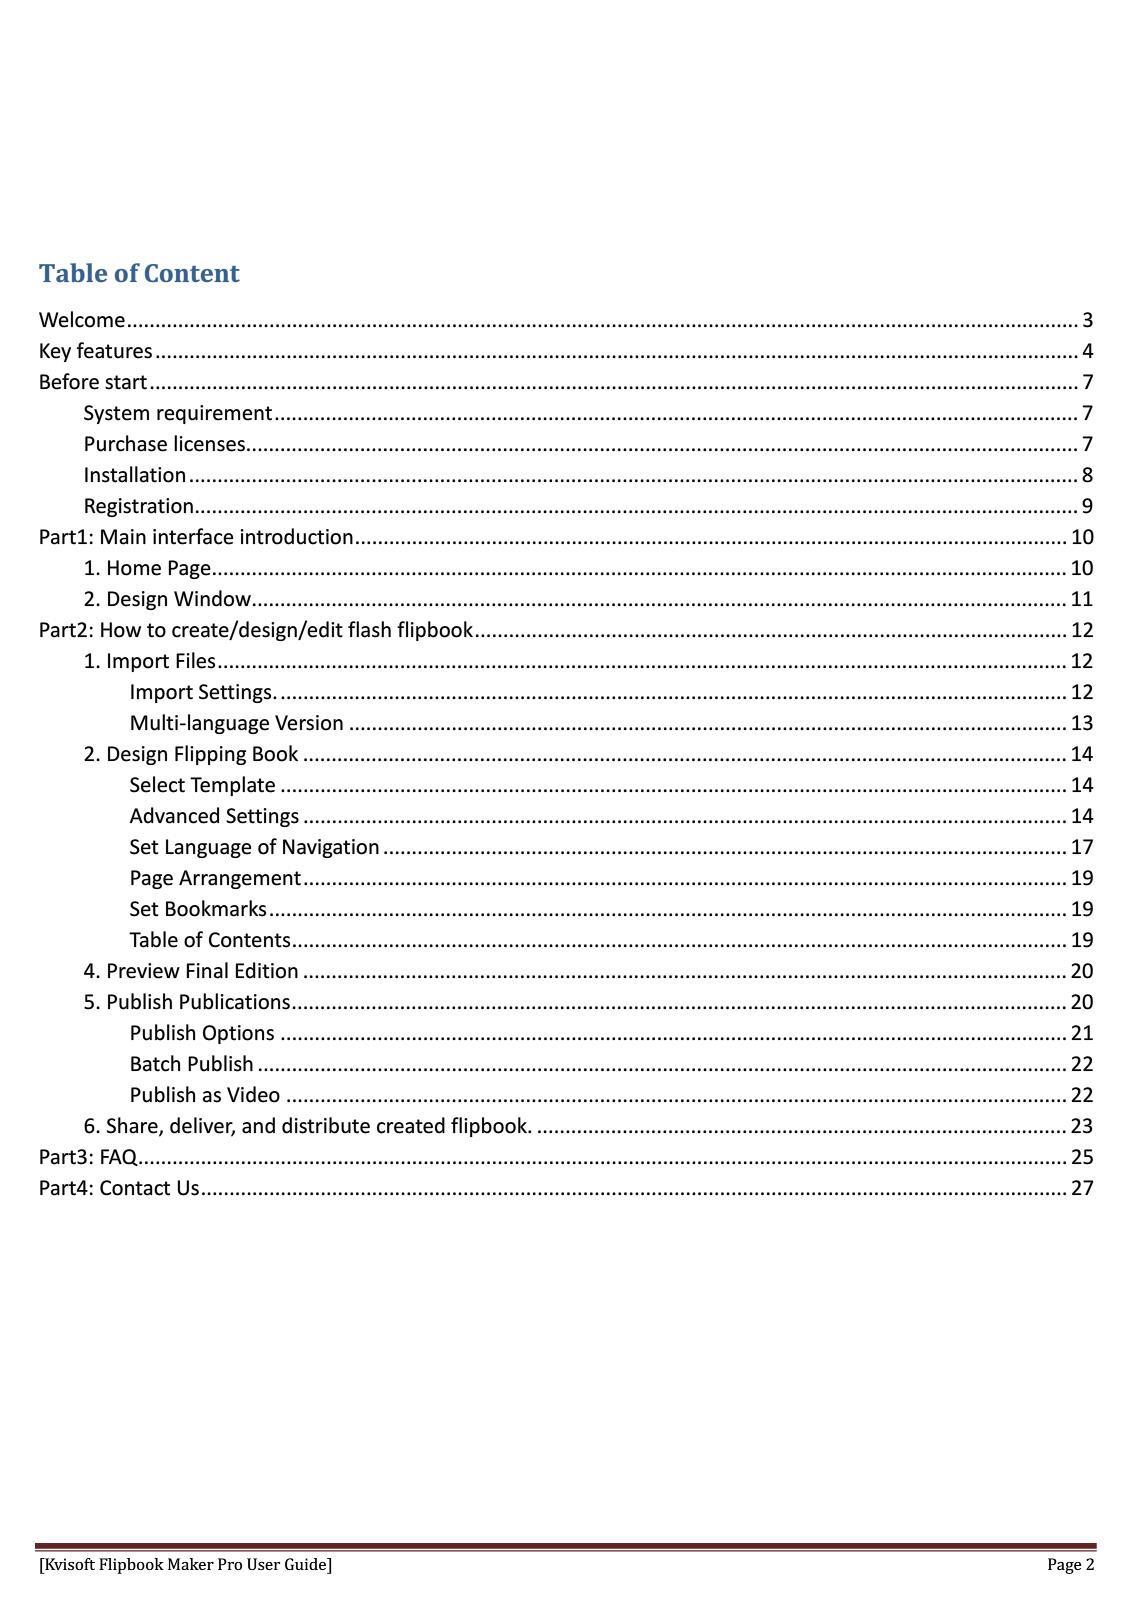 Table of Content
Welcome........................................................ 3
Key features........................................................ 4
Before start........................................................ 7
System requirement........................................................ 7
Purchase licenses........................................................ 7
Installation........................................................ 8
Registration........................................................ 9
Part1: Main interface introduction........................................................ 10
1. Home Page........................................................ 10
2. Design Window........................................................ 11
Part2: How to create/design/edit flash flipbook........................................................ 12
1. Import Files........................................................ 12
Import Settings. ........................................................ 12
Multi-language Version ........................................................ 13
2. Design Flipping Book ........................................................ 14
Select Template ........................................................ 14
Advanced Settings ........................................................ 14
Set Language of Navigation ........................................................ 17
Page Arrangement........................................................ 19
Set Bookmarks........................................................ 19
Table of Contents........................................................ 19
4. Preview Final Edition ........................................................ 20
5. Publish Publications........................................................ 20
Publish Options ........................................................ 21
Batch Publish ........................................................ 22
Publish as Video ........................................................ 22
6. Share, deliver, and distribute created flipbook. ........................................................ 23
Part3: FAQ........................................................ 25
Part4: Contact Us........................................................ 27
[Kvisoft Flipbook Maker Pro User Guide] Page 2